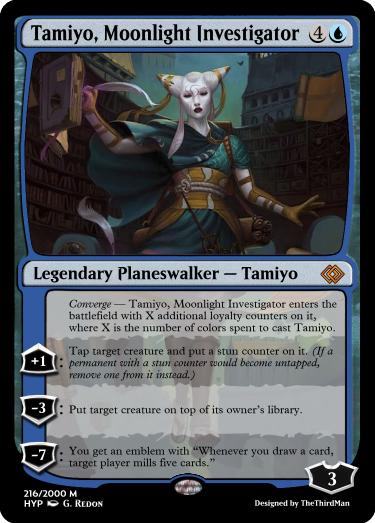 Tamiyo, Moonlight Investigator 4
Legendary Planeswalker — Tamiyo
Converge — Tamiyo, Moonlight Investigator enters the
battlefield with X additional loyalty counters on it,
where X is the number of colors spent to cast Tamiyo.
+1 : Tap target creature and put a stun counter on it. (If a
permanent with a stun counter would become untapped,
remove one from it instead.)
-3 : Put target creature on top of its owner's library.
-7 : You get an emblem with "Whenever you draw a card,
target player mills five cards."
3
216/2000 M
HYP G. Redon
Designed by TheThirdMan